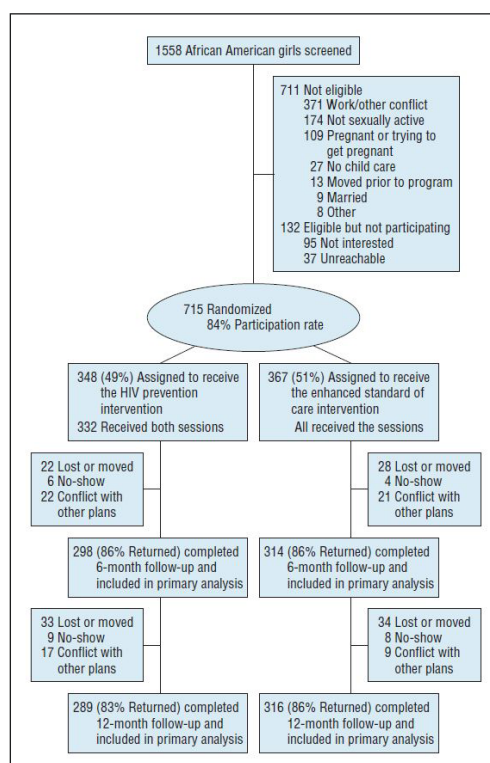 1558 African American girls screened
711 Not eligible
371 Work/other conflict
174 Not sexually active
109 Pregnant or trying to
get pregnant
27 No child care
13 Moved prior to program
9 Married
8 Other
132 Eligible but not participating
95 Not interested
37 Unreachable
715 Randomized
84% Participation rate
348 (49%) Assigned to receive
the HIV prevention
intervention
332 Received both sessions
367 (51%) Assigned to receive
the enhanced standard of
care intervention
All received the sessions
22 Lost or moved
6 No-show
22 Conflict with
other plans
28 Lost or moved
4 No-show
21 Conflict with
other plans
298 (86% Returned) completed
6-month follow-up and
included in primary analysis
314 (86% Returned) completed
6-month follow-up and
included in primary analysis
33 Lost or moved
9 No-show
17 Conflict with
other plans
34 Lost or moved
8 No-show
9 Conflict with
other plans
289 (83% Returned) completed
12-month follow-up and
included in primary analysis
316 (86% Returned) completed
12-month follow-up and
included in primary analysis